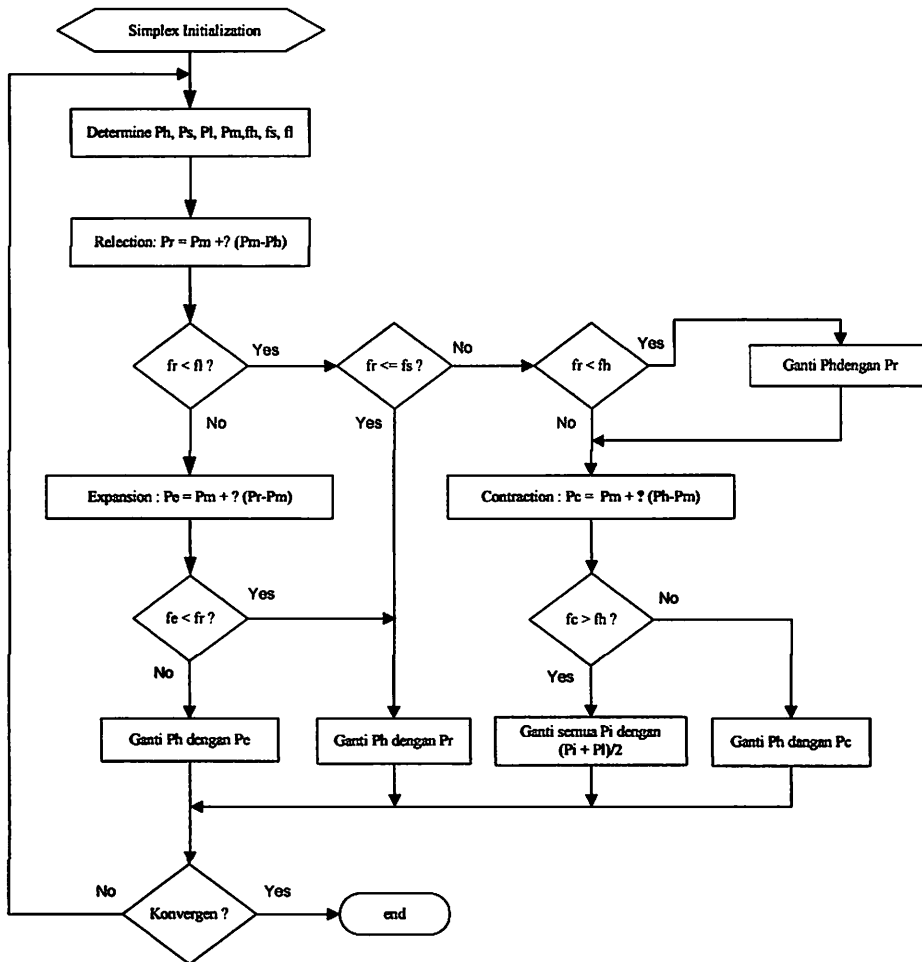 Simplex Initialization
Determine Ph, Ps, Pl, Pm,fh, fs, fl
Relection: Pr = Pm +? (Pm-Ph)
fr < fl ?
Yes
fr <= fs ?
No
fr < fh
Yes
Ganti Phdengan Pr
No
Yes
No
Expansion : Pe = Pm + ? (Pr-Pm)
Contraction : Pc = Pm + ? (Ph-Pm)
fe < fr ?
Yes
fc > fh ?
No
No
Yes
Ganti Ph dengan Pe
Ganti Ph dengan Pr
Ganti semua Pi dengan
(Pi + Pl)/2
Ganti Ph dangan Pc
No
Konvergen ?
Yes
end